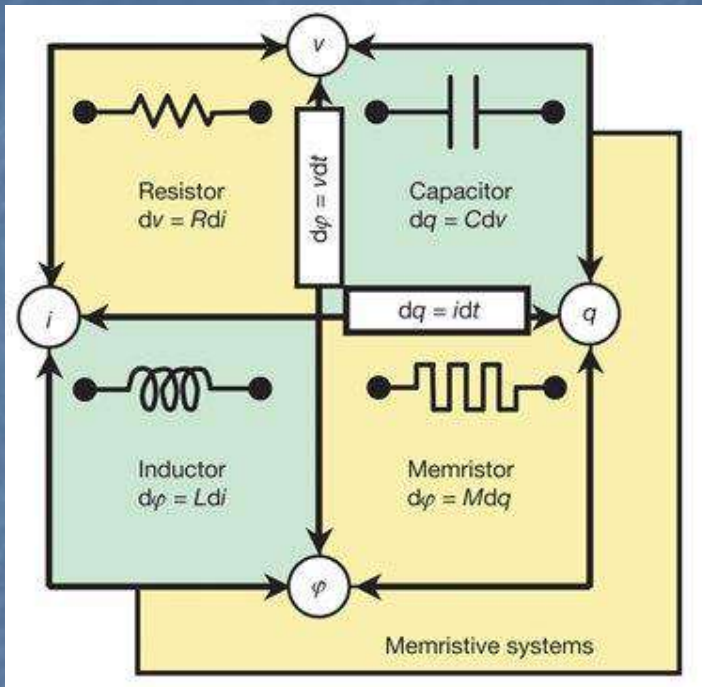 v
Resistor
dv = Rdi
dφ = vdt
Capacitor
dq = Cdv
i
dq = idt
q
Inductor
dφ = Ldi
Memristor
dφ = Mdq
φ
Memristive systems